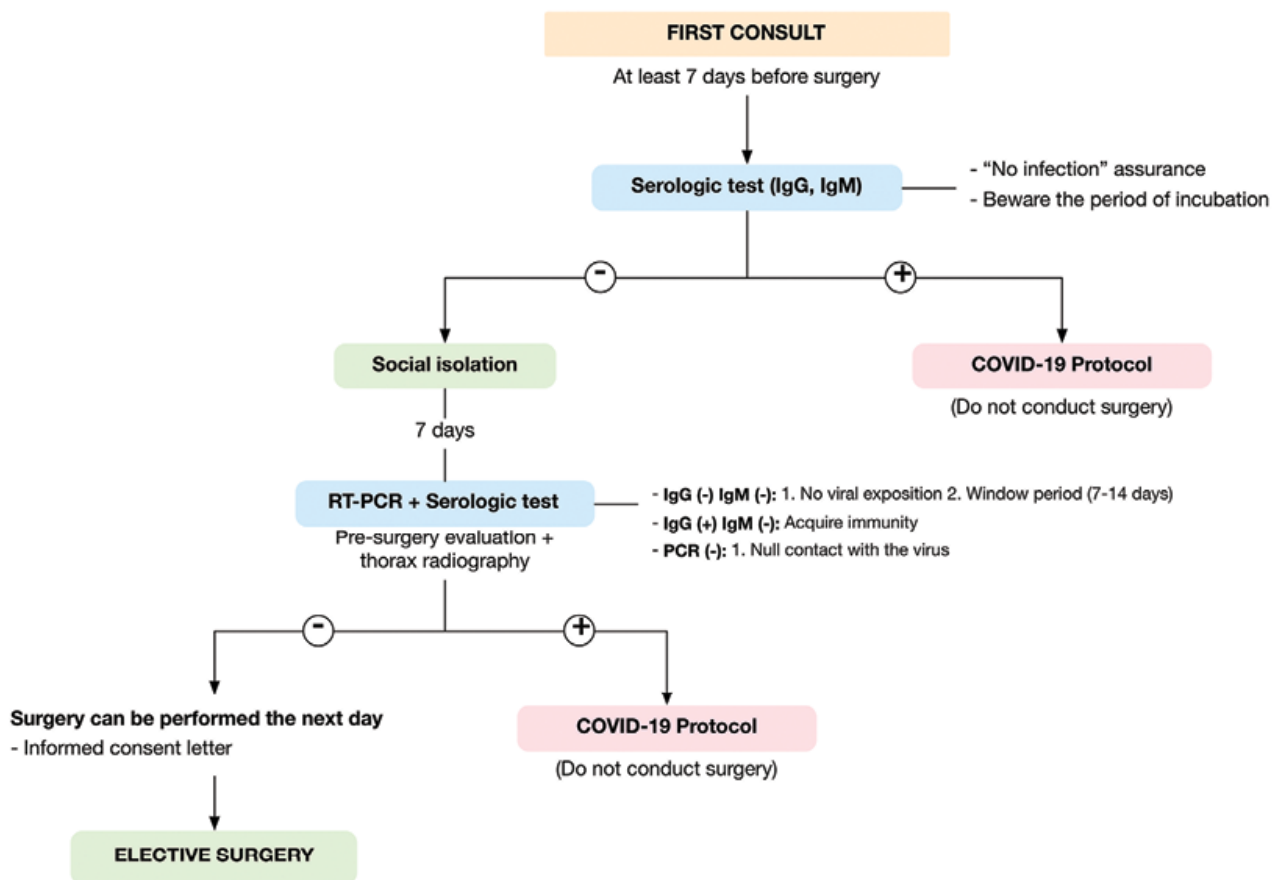 FIRST CONSULT
At least 7 days before surgery
Serologic test (IgG, IgM)
- “No infection” assurance
- Beware the period of incubation
-
+
Social isolation
COVID-19 Protocol
(Do not conduct surgery)
7 days
RT-PCR + Serologic test
Pre-surgery evaluation +
thorax radiography
- IgG (-) IgM (-): 1. No viral exposition 2. Window period (7-14 days)
- IgG (+) IgM (-): Acquire immunity
- PCR (-): 1. Null contact with the virus
-
+
Surgery can be performed the next day
- Informed consent letter
COVID-19 Protocol
(Do not conduct surgery)
ELECTIVE SURGERY